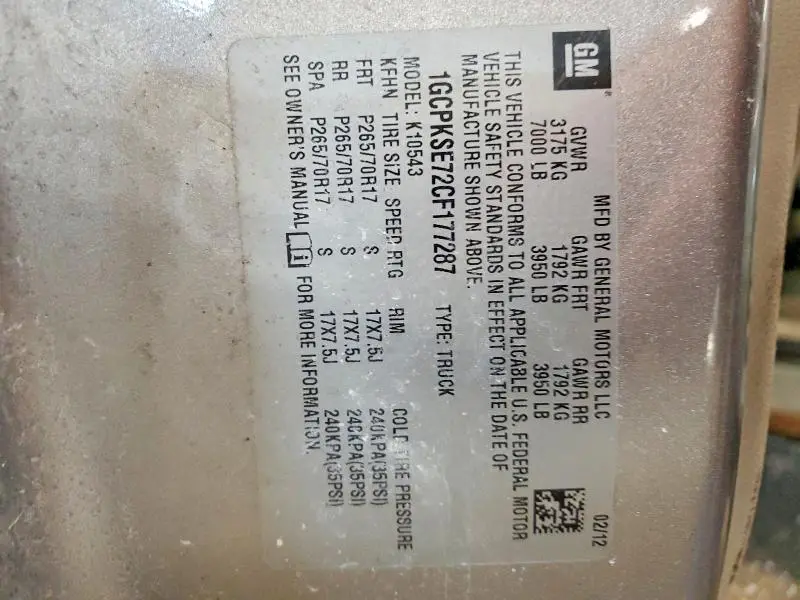 GM
MFD BY GENERAL MOTORS LLC 02/12
GVWR GAWR FRT GAWR RR
3175 KG 1792 KG 1792 KG
7000 LB 3950 LB 3950 LB
THIS VEHICLE CONFORMS TO ALL APPLICABLE U.S. FEDERAL MOTOR
VEHICLE SAFETY STANDARDS IN EFFECT ON THE DATE OF
MANUFACTURE SHOWN ABOVE.
1GCPKSE72CF177287 TYPE: TRUCK
MODEL: K10543
KFHN TIRE SIZE SPEED RTG RIM COLD TIRE PRESSURE
FRT P265/70R17 S 17X7.5J 240KPA(35PSI)
RR P265/70R17 S 17X7.5J 240KPA(35PSI)
SPA P265/70R17 S 17X7.5J 240KPA(35PSI)
SEE OWNER'S MANUAL FOR MORE INFORMATION.